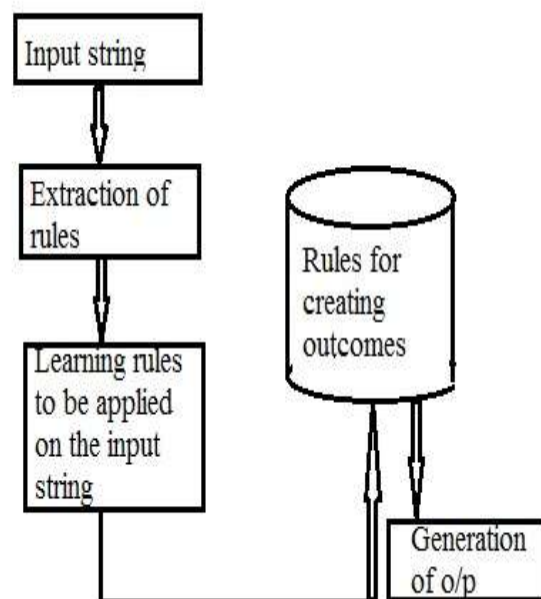 Input string
Extraction of
rules
Learning rules
to be applied
on the input
string
Rules for
creating
outcomes
Generation
of o/p